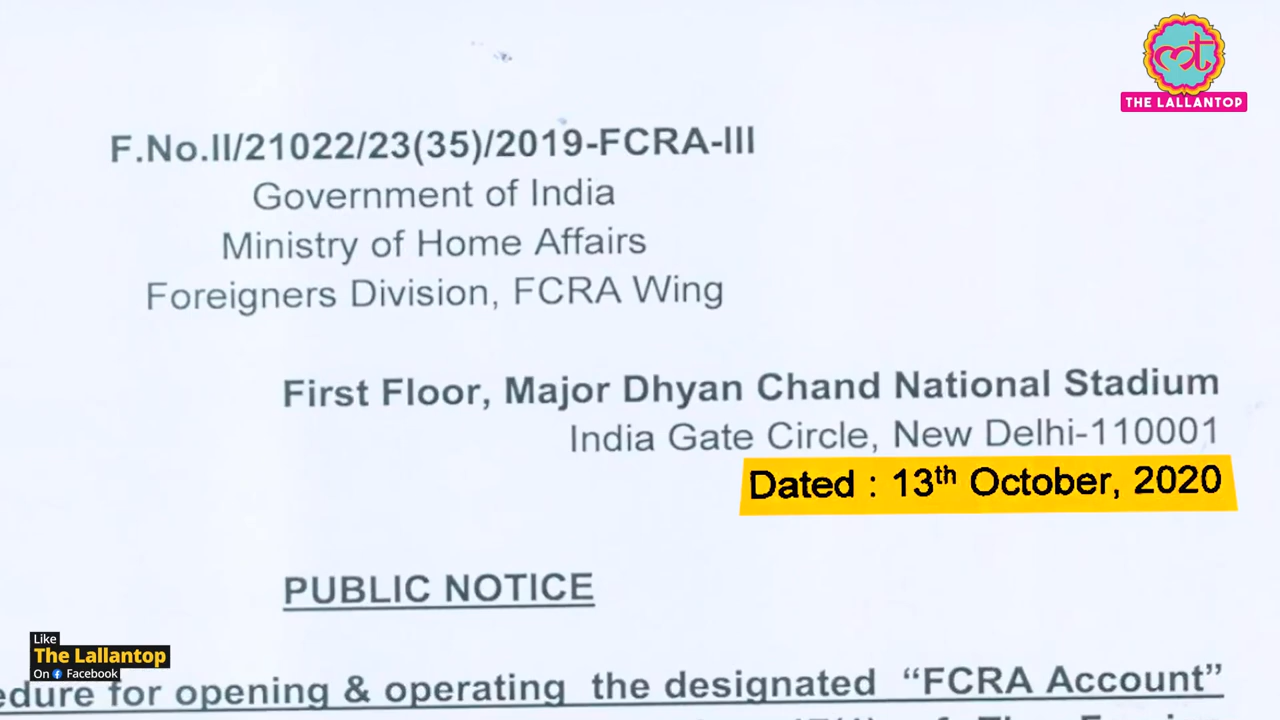 THE LALLANTOP
F.No.II/21022/23(35)/2019-FCRA-III
Government of India
Ministry of Home Affairs
Foreigners Division, FCRA Wing
First Floor, Major Dhyan Chand National Stadium
India Gate Circle, New Delhi-110001
Dated : 13th October, 2020
PUBLIC NOTICE
for opening & operating the designated “FCRA Account”
Like
The Lallantop
On Facebook